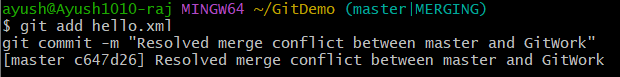 ayush@Ayush1010-raj MINGW64 ~/GitDemo (master|MERGING)
$ git add hello.xml
git commit -m "Resolved merge conflict between master and GitWork"
[master c647d26] Resolved merge conflict between master and GitWork